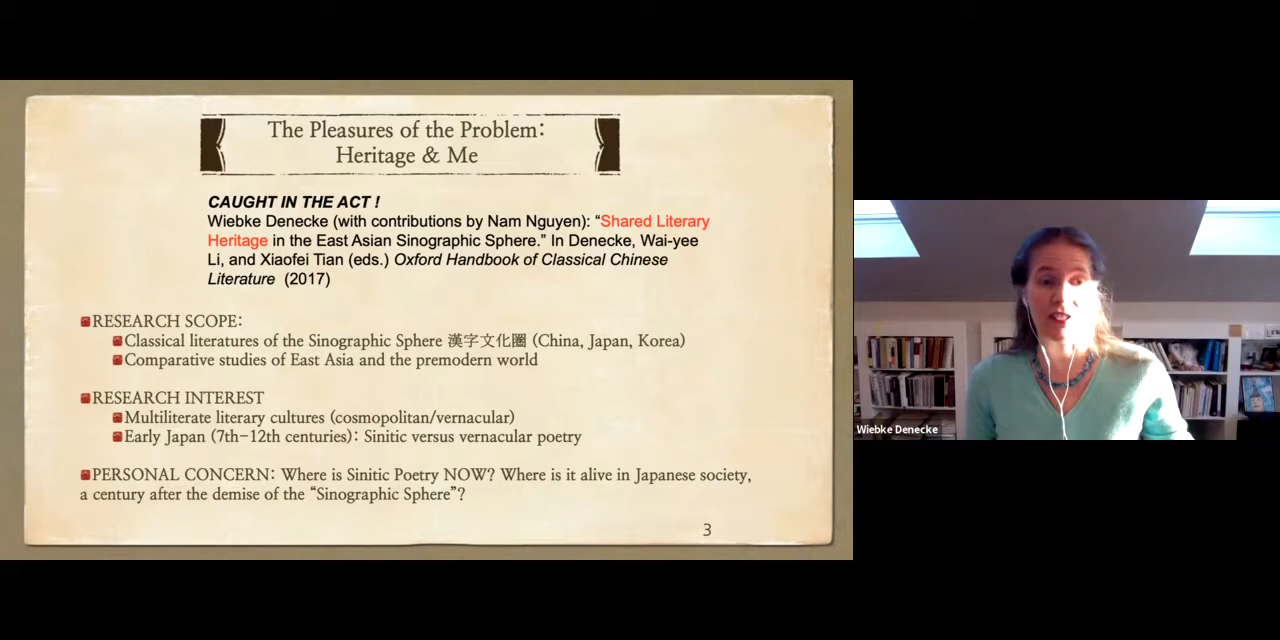 The Pleasures of the Problem:
Heritage & Me
CAUGHT IN THE ACT !
Wiebke Denecke (with contributions by Nam Nguyen): “Shared Literary
Heritage in the East Asian Sinographic Sphere.” In Denecke, Wai-yee
Li, and Xiaofei Tian (eds.) Oxford Handbook of Classical Chinese
Literature (2017)
RESEARCH SCOPE:
Classical literatures of the Sinographic Sphere 漢字文化圈 (China, Japan, Korea)
Comparative studies of East Asia and the premodern world
RESEARCH INTEREST
Multiliterate literary cultures (cosmopolitan/vernacular)
Early Japan (7th–12th centuries): Sinitic versus vernacular poetry
PERSONAL CONCERN: Where is Sinitic Poetry NOW? Where is it alive in Japanese society,
a century after the demise of the “Sinographic Sphere”?
3
Wiebke Denecke